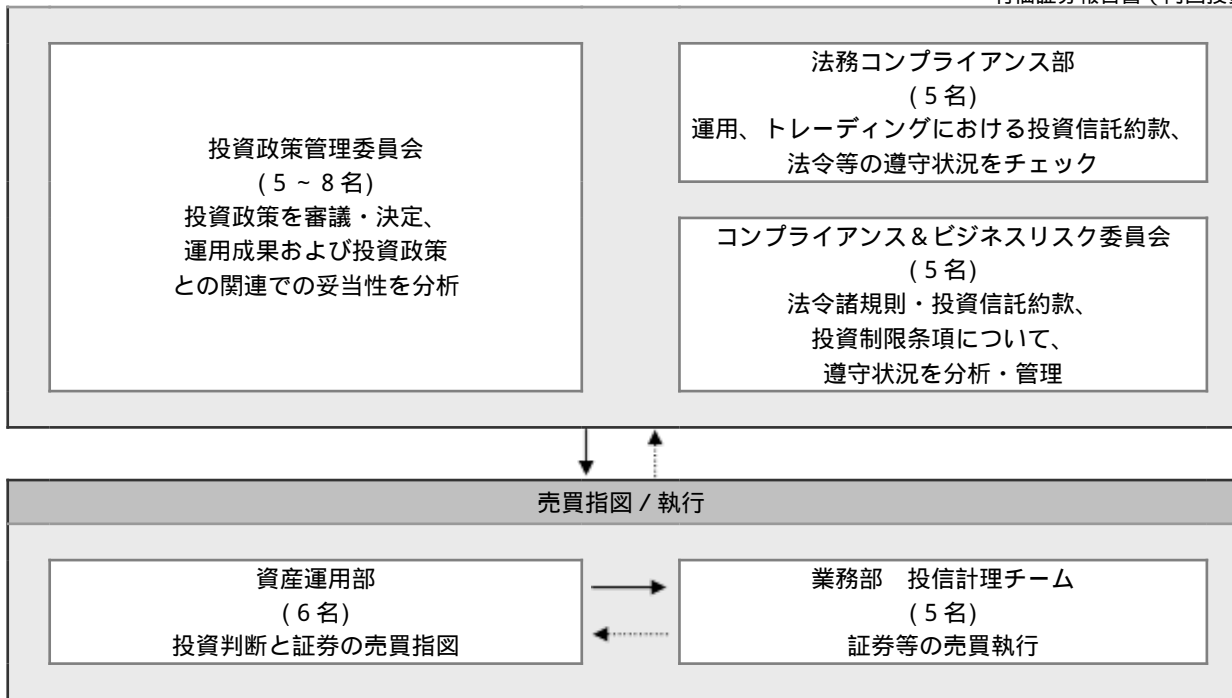 投資政策管理委員会
(5~8名)
投資政策を審議・決定、
運用成果および投資政策
との関連での妥当性を分析
法務コンプライアンス部
(5名)
運用、トレーディングにおける投資信託約款、
法令等の遵守状況をチェック
コンプライアンス&ビジネスリスク委員会
(5名)
法令諸規則・投資信託約款、
投資制限条項について、
遵守状況を分析・管理
売買指図/執行
資産運用部
(6名)
投資判断と証券の売買指図
業務部 投信計理チーム
(5名)
証券等の売買執行